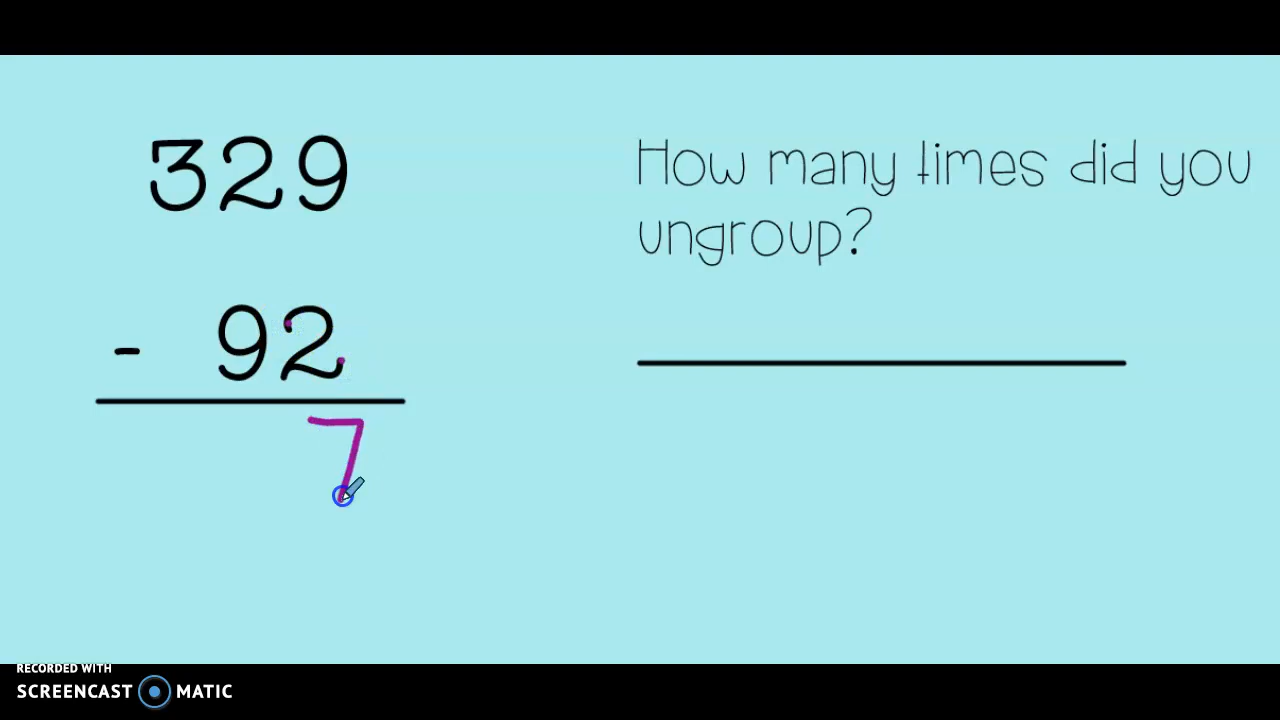 329
- 92
7
How many times did you
ungroup?
RECORDED WITH
SCREENCAST MATIC